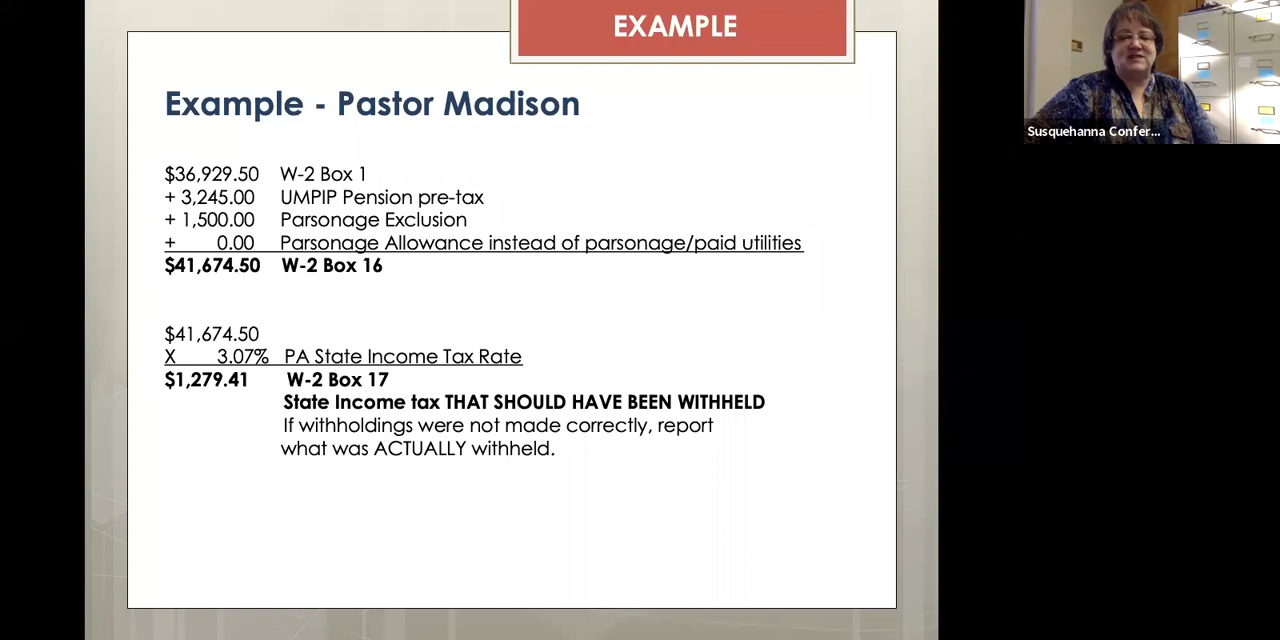 EXAMPLE
Example - Pastor Madison
$36,929.50 W-2 Box 1
+ 3,245.00 UMPIP Pension pre-tax
+ 1,500.00 Parsonage Exclusion
+ 0.00 Parsonage Allowance instead of parsonage/paid utilities
$41,674.50 W-2 Box 16
$41,674.50
X 3.07% PA State Income Tax Rate
$1,279.41 W-2 Box 17
State Income tax THAT SHOULD HAVE BEEN WITHHELD
If withholdings were not made correctly, report
what was ACTUALLY withheld.
Susquehanna Confer...